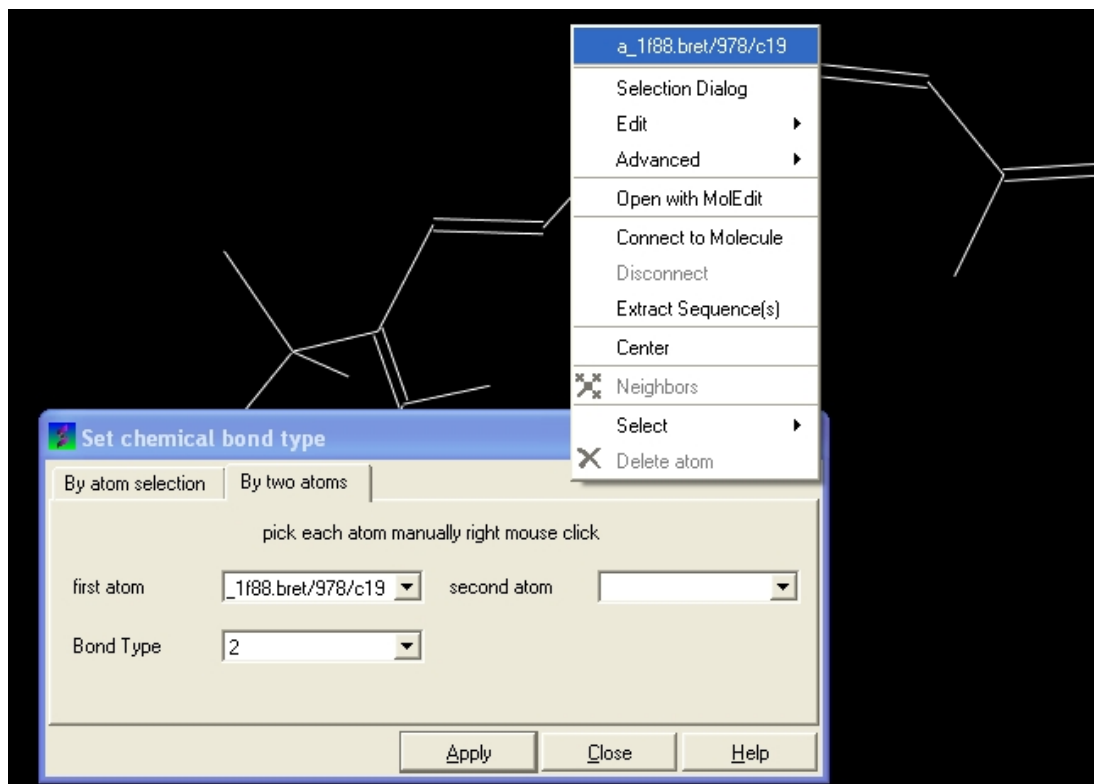 a_1f88.bret/978/c19
Selection Dialog
Edit
Advanced
Open with MolEdit
Connect to Molecule
Disconnect
Extract Sequence(s)
Center
Neighbors
Select
Delete atom
Set chemical bond type
By atom selection By two atoms
pick each atom manually right mouse click
first atom _1f88.bret/978/c19 second atom
Bond Type 2
Apply Close Help